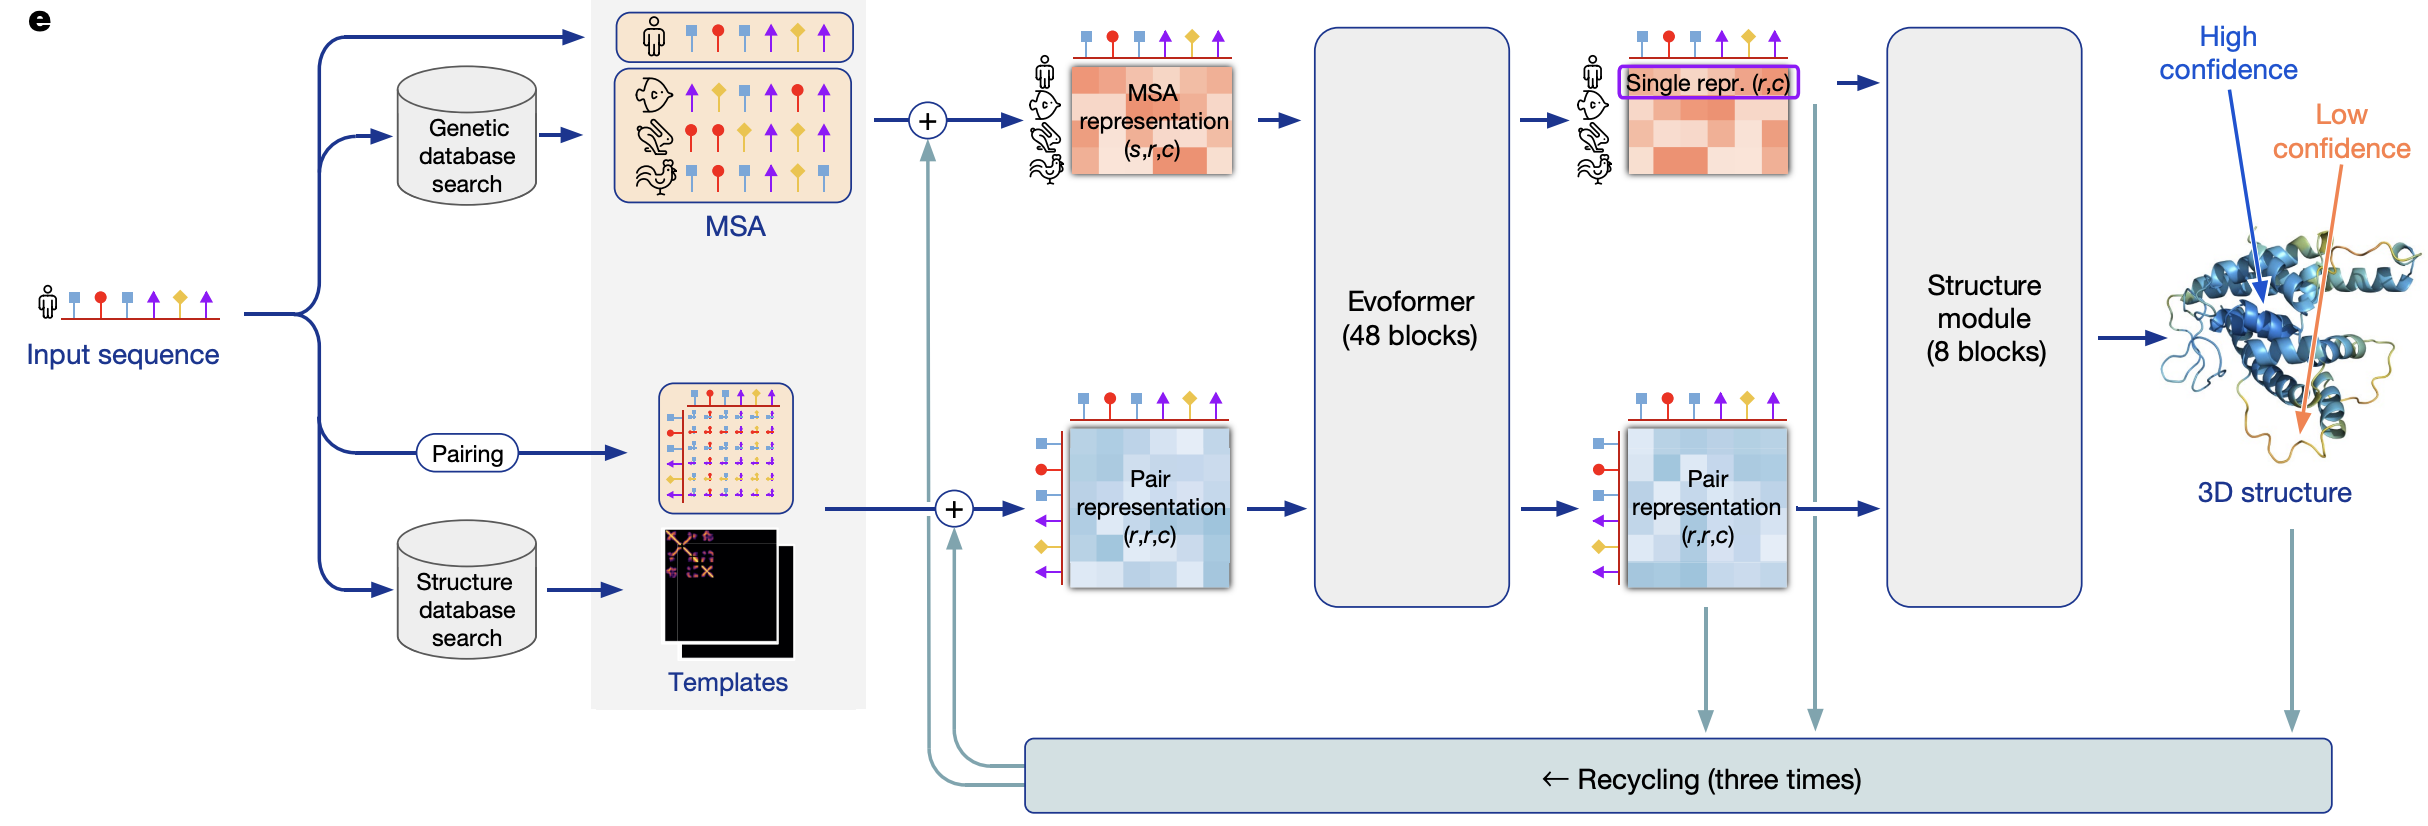 e
Genetic
database
search
MSA
Input sequence
Pairing
Structure
database
search
Templates
+
+
MSA
representation
(s,r,c)
Pair
representation
(r,r,c)
Evoformer
(48 blocks)
Single repr. (r,c)
Pair
representation
(r,r,c)
Structure
module
(8 blocks)
High
confidence
Low
confidence
3D structure
← Recycling (three times)